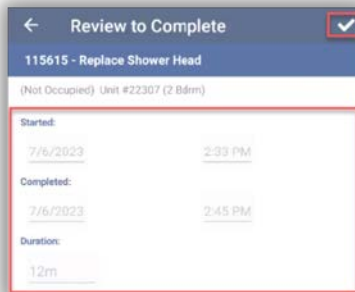 Review to Complete
115615 - Replace Shower Head
(Not Occupied) Unit #22307 (2 Bdrm)
Started:
7/6/2023 2:33 PM
Completed:
7/6/2023 2:45 PM
Duration:
12m